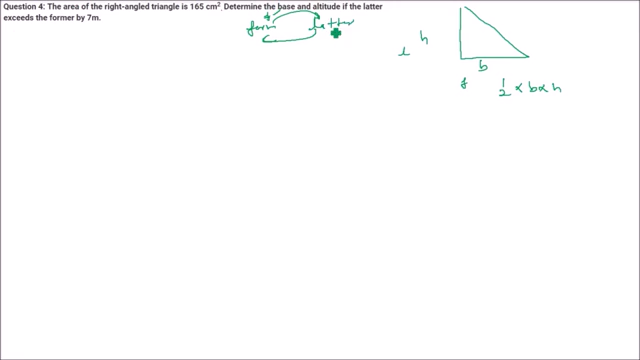 Question 4: The area of the right-angled triangle is 165 cm². Determine the base and altitude if the latter
exceeds the former by 7m.
form latter
h
l
b
f 1/2 × b × h